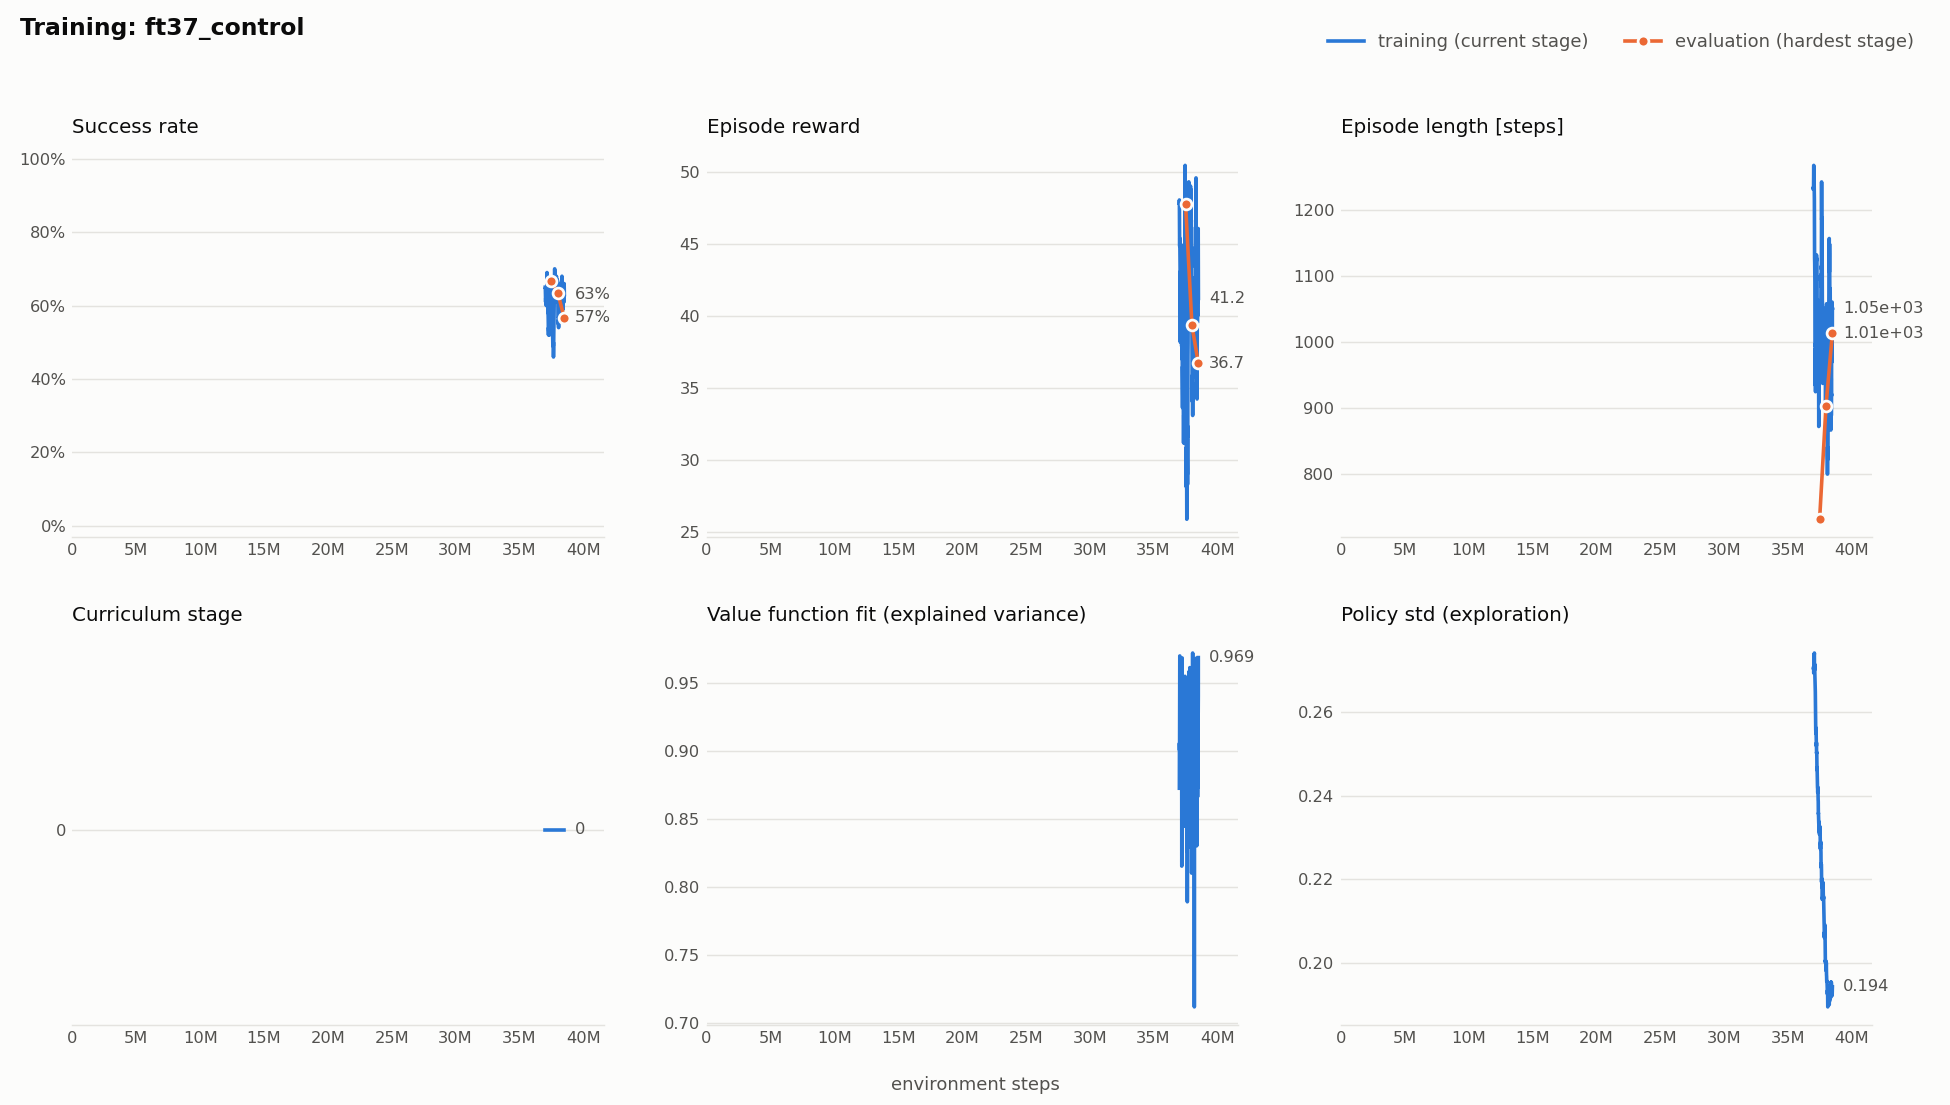 Training: ft37_control
training (current stage)
evaluation (hardest stage)
Success rate
100%
80%
60%
40%
20%
0%
63%
57%
0 5M 10M 15M 20M 25M 30M 35M 40M
Episode reward
50
45
40
35
30
25
41.2
36.7
0 5M 10M 15M 20M 25M 30M 35M 40M
Episode length [steps]
1200
1100
1000
900
800
1.05e+03
1.01e+03
0 5M 10M 15M 20M 25M 30M 35M 40M
Curriculum stage
0
0
0 5M 10M 15M 20M 25M 30M 35M 40M
Value function fit (explained variance)
0.95
0.90
0.85
0.80
0.75
0.70
0.969
0 5M 10M 15M 20M 25M 30M 35M 40M
Policy std (exploration)
0.26
0.24
0.22
0.20
0.194
0 5M 10M 15M 20M 25M 30M 35M 40M
environment steps